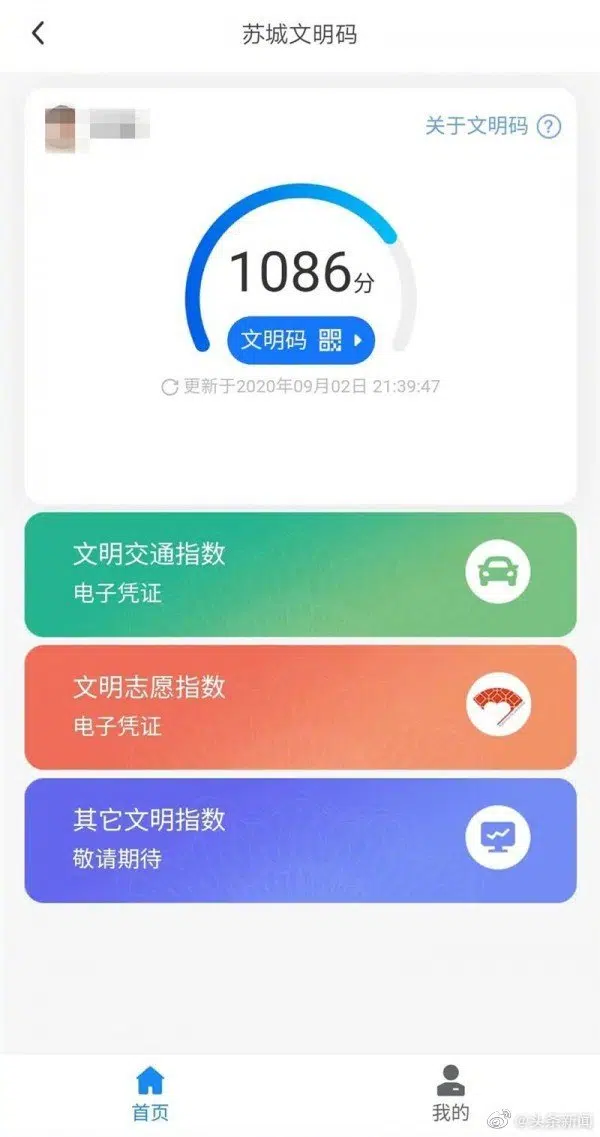 苏城文明码
关于文明码 ?
1086分
文明码
更新于2020年09月02日 21:39:47
文明交通指数
电子凭证
文明志愿指数
电子凭证
其它文明指数
敬请期待
首页
我的
@头条新闻